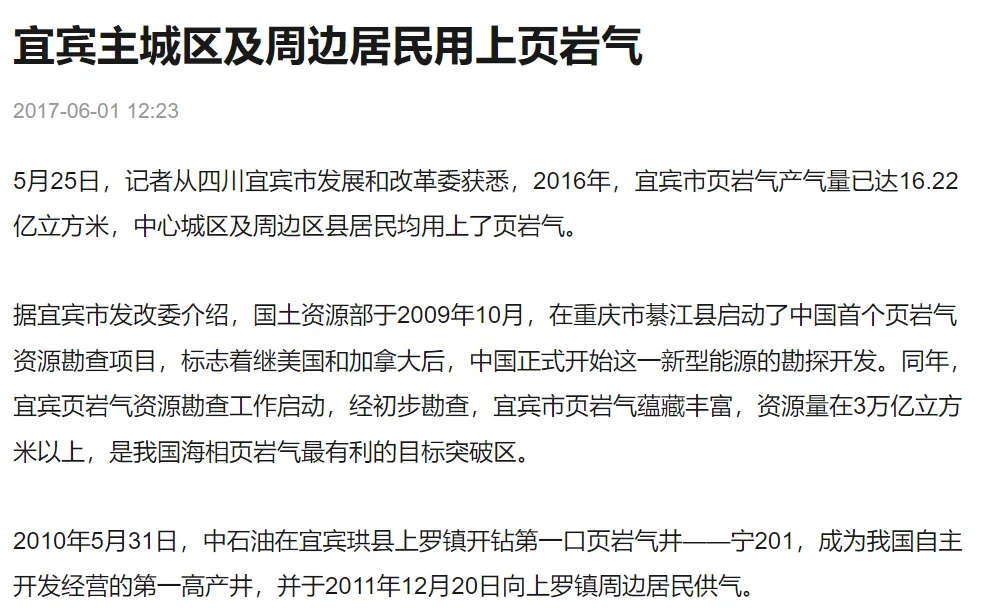 宜宾主城区及周边居民用上页岩气
2017-06-01 12:23
5月25日，记者从四川宜宾市发展和改革委获悉，2016年，宜宾市页岩气产气量已达16.22
亿立方米，中心城区及周边区县居民均用上了页岩气。
据宜宾市发改委介绍，国土资源部于2009年10月，在重庆市綦江县启动了中国首个页岩气
资源勘查项目，标志着继美国和加拿大后，中国正式开始这一新型能源的勘探开发。同年，
宜宾页岩气资源勘查工作启动，经初步勘查，宜宾市页岩气蕴藏丰富，资源量在3万亿立方
米以上，是我国海相页岩气最有利的目标突破区。
2010年5月31日，中石油在宜宾珙县上罗镇开钻第一口页岩气井——宁201，成为我国自主
开发经营的第一高产井，并于2011年12月20日向上罗镇周边居民供气。